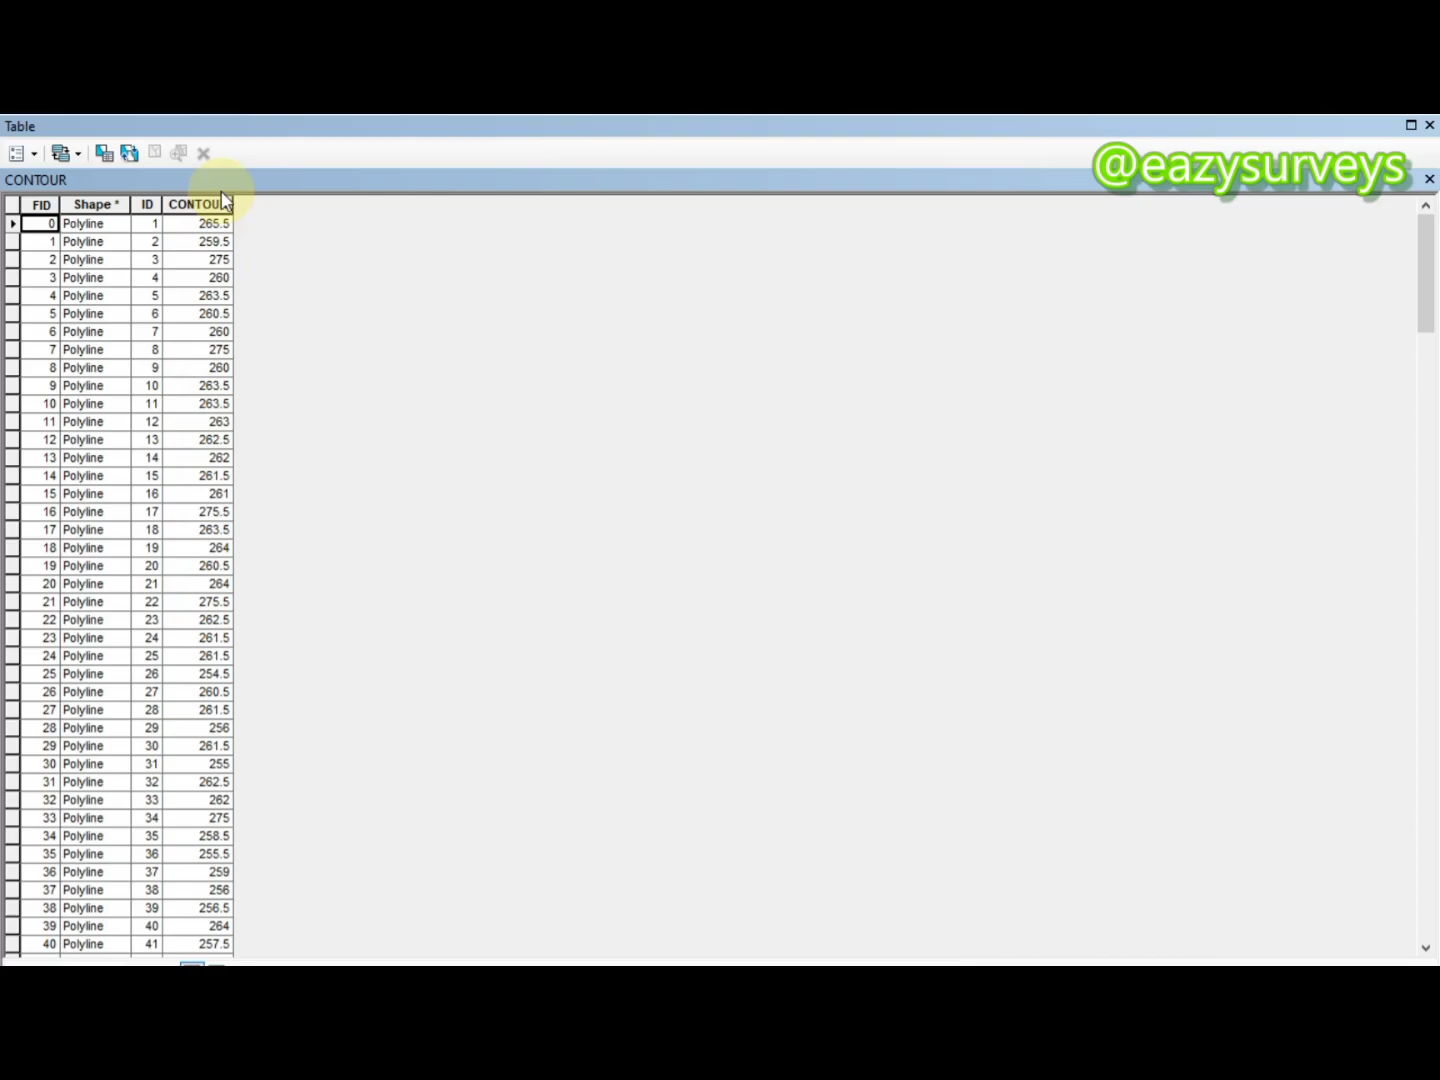 Table
@eazysurveys
CONTOUR
FID Shape * ID CONTOUR
0 Polyline 1 265.5
1 Polyline 2 259.5
2 Polyline 3 275
3 Polyline 4 260
4 Polyline 5 263.5
5 Polyline 6 260.5
6 Polyline 7 260
7 Polyline 8 275
8 Polyline 9 260
9 Polyline 10 263.5
10 Polyline 11 263.5
11 Polyline 12 263
12 Polyline 13 262.5
13 Polyline 14 262
14 Polyline 15 261.5
15 Polyline 16 261
16 Polyline 17 275.5
17 Polyline 18 263.5
18 Polyline 19 264
19 Polyline 20 260.5
20 Polyline 21 264
21 Polyline 22 275.5
22 Polyline 23 262.5
23 Polyline 24 261.5
24 Polyline 25 261.5
25 Polyline 26 254.5
26 Polyline 27 260.5
27 Polyline 28 261.5
28 Polyline 29 256
29 Polyline 30 261.5
30 Polyline 31 255
31 Polyline 32 262.5
32 Polyline 33 262
33 Polyline 34 275
34 Polyline 35 258.5
35 Polyline 36 255.5
36 Polyline 37 259
37 Polyline 38 256
38 Polyline 39 256.5
39 Polyline 40 264
40 Polyline 41 257.5